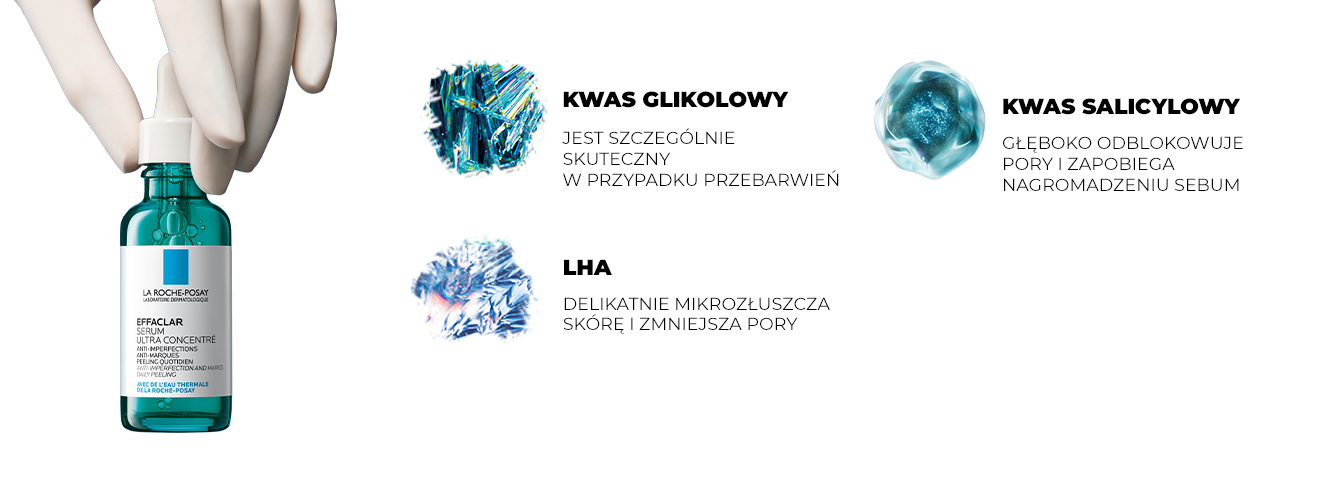 KWAS GLIKOLOWY
JEST SZCZEGÓLNIE
SKUTECZNY
W PRZYPADKU PRZEBARWIEŃ
KWAS SALICYLOWY
GŁĘBOKO ODBLOKOWUJE
PORY I ZAPOBIEGA
NAGROMADZENIU SEBUM
LHA
DELIKATNIE MIKROZŁUSZCZA
SKÓRĘ I ZMNIEJSZA PORY
LA ROCHE-POSAY
LABORATOIRE DERMATOLOGIQUE
EFFACLAR
SERUM
ULTRA CONCENTRÉ
ANTI-IMPERFECTIONS
ANTI-MARQUES
PEELING QUOTIDIEN
ANTI-IMPERFECTION AND MARKS
DAILY PEELING
AVEC DE L'EAU THERMALE
DE LA ROCHE-POSAY